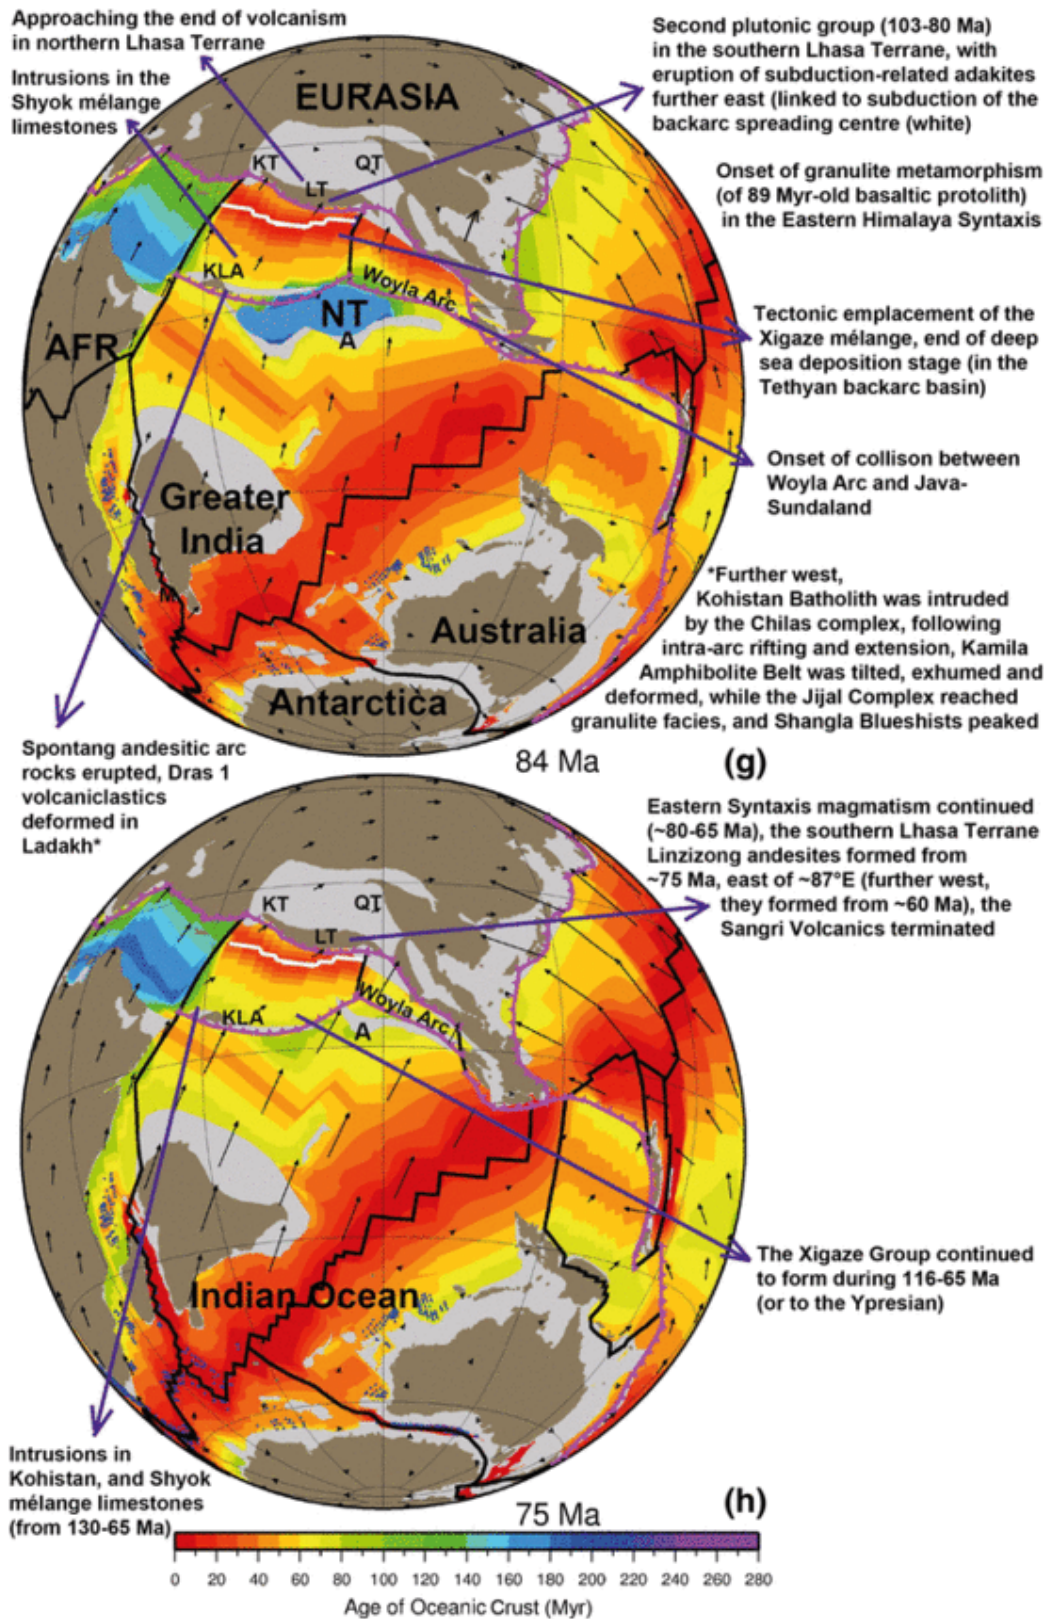 Approaching the end of volcanism
in northern Lhasa Terrane
Intrusions in the
Shyok mélange
limestones
Second plutonic group (103-80 Ma)
in the southern Lhasa Terrane, with
eruption of subduction-related adakites
further east (linked to subduction of the
backarc spreading centre (white)
Onset of granulite metamorphism
(of 89 Myr-old basaltic protolith)
in the Eastern Himalaya Syntaxis
EURASIA
KT
QT
LT
KLA
Woyla Arc
NT
A
AFR
Tectonic emplacement of the
Xigaze mélange, end of deep
sea deposition stage (in the
Tethyan backarc basin)
Onset of collison between
Woyla Arc and Java-
Sundaland
Greater
India
M
Australia
Antarctica
*Further west,
Kohistan Batholith was intruded
by the Chilas complex, following
intra-arc rifting and extension, Kamila
Amphibolite Belt was tilted, exhumed and
deformed, while the Jijal Complex reached
granulite facies, and Shangla Blueshists peaked
Spontang andesitic arc
rocks erupted, Dras 1
volcaniclastics
deformed in
Ladakh*
84 Ma
(g)
Eastern Syntaxis magmatism continued
(~80-65 Ma), the southern Lhasa Terrane
Linzizong andesites formed from
~75 Ma, east of ~87°E (further west,
they formed from ~60 Ma), the
Sangri Volcanics terminated
KT
QT
LT
KLA
Woyla Arc
A
Indian Ocean
The Xigaze Group continued
to form during 116-65 Ma
(or to the Ypresian)
Intrusions in
Kohistan, and Shyok
mélange limestones
(from 130-65 Ma)
75 Ma
(h)
0 20 40 60 80 100 120 140 160 180 200 220 240 260 280
Age of Oceanic Crust (Myr)